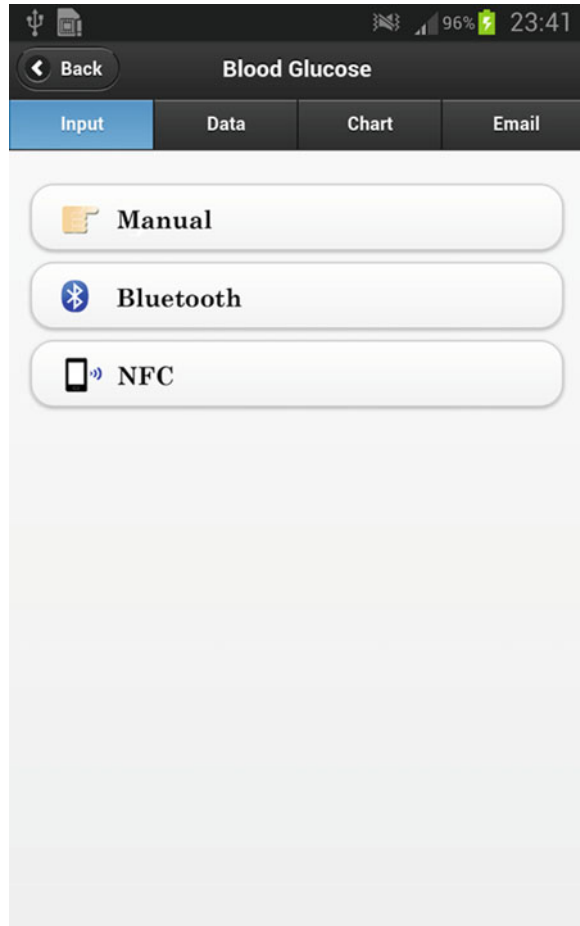 96% 23:41
Back Blood Glucose
Input Data Chart Email
Manual
Bluetooth
NFC